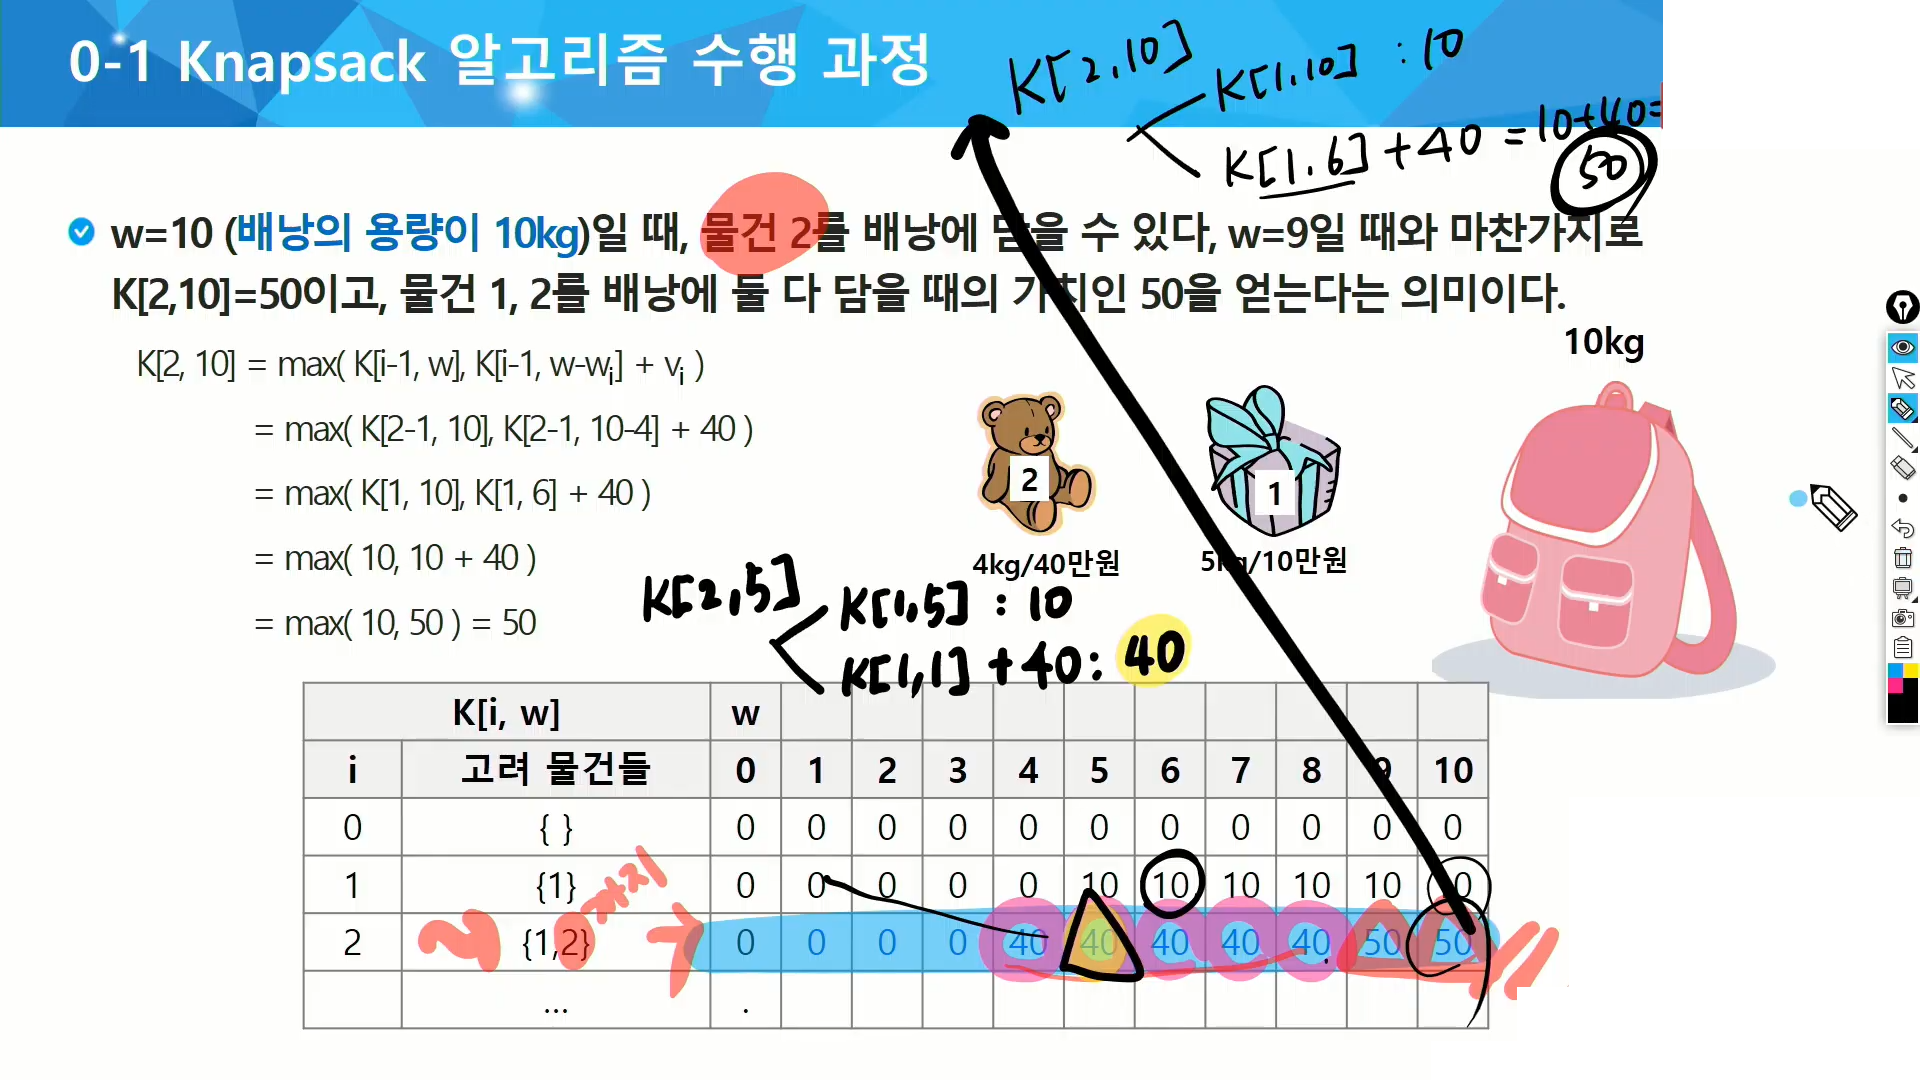 0-1 Knapsack 알고리즘 수행 과정
K[2,10]
K[1,10] : 10
K[1,6] + 40 = 10+40=
50
w=10 (배낭의 용량이 10kg)일 때, 물건 2를 배낭에 담을 수 있다, w=9일 때와 마찬가지로
K[2,10]=50이고, 물건 1, 2를 배낭에 둘 다 담을 때의 가치인 50을 얻는다는 의미이다.
K[2, 10] = max( K[i-1, w], K[i-1, w-wi] + vi )
= max( K[2-1, 10], K[2-1, 10-4] + 40 )
= max( K[1, 10], K[1, 6] + 40 )
= max( 10, 10 + 40 )
= max( 10, 50 ) = 50
10kg
2
1
4kg/40만원
5kg/10만원
K[2,5]
K[1,5] : 10
K[1,1] + 40 : 40
K[i, w] w
i 고려 물건들 0 1 2 3 4 5 6 7 8 9 10
0 { } 0 0 0 0 0 0 0 0 0 0 0
1 {1} 0 0 0 0 0 10 10 10 10 10 10
2 {1,2} 0 0 0 0 40 40 40 40 40 50 50
... .